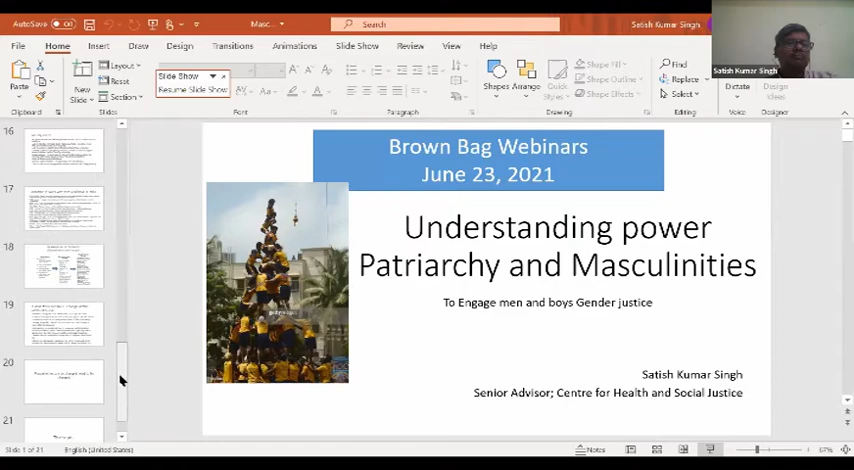 AutoSave
Off
Masc...
Search
Satish Kumar Singh
File
Home
Insert
Draw
Design
Transitions
Animations
Slide Show
Review
View
Help
Paste
New
Slide
Layout
Reset
Section
Slide Show
Resume Slide Show
Shapes
Arrange
Quick
Styles
Shape Fill
Shape Outline
Shape Effects
Find
Replace
Select
Dictate
Design
Ideas
Clipboard
Slides
Font
Paragraph
Drawing
Editing
Voice
Designer
Satish Kumar Singh
16
17
18
19
20
21
Brown Bag Webinars
June 23, 2021
Understanding power
Patriarchy and Masculinities
To Engage men and boys Gender justice
Satish Kumar Singh
Senior Advisor; Centre for Health and Social Justice
Slide 1 of 21
English (United States)
Notes
67%